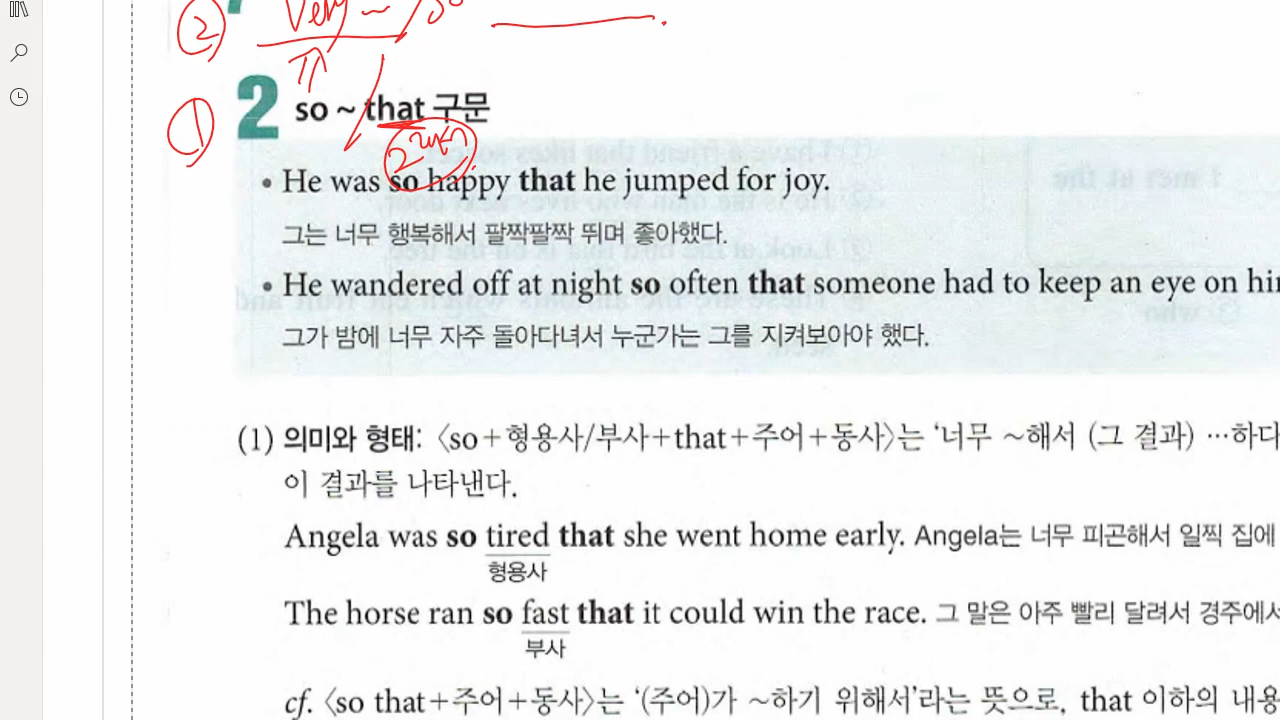 ② Very ~ / so ______.
① 2 so ~ that 구문
• He was so happy that he jumped for joy.
그는 너무 행복해서 팔짝팔짝 뛰며 좋아했다.
• He wandered off at night so often that someone had to keep an eye on
그가 밤에 너무 자주 돌아다녀서 누군가는 그를 지켜보아야 했다.
(1) 의미와 형태: 〈so+형용사/부사+that+주어+동사〉는 ‘너무 ~해서 (그 결과) …하다
이 결과를 나타낸다.
Angela was so tired that she went home early. Angela는 너무 피곤해서 일찍 집에
형용사
The horse ran so fast that it could win the race. 그 말은 아주 빨리 달려서 경주에서
부사
cf. 〈so that+주어+동사〉는 ‘(주어)가 ~하기 위해서’라는 뜻으로, that 이하의 내용